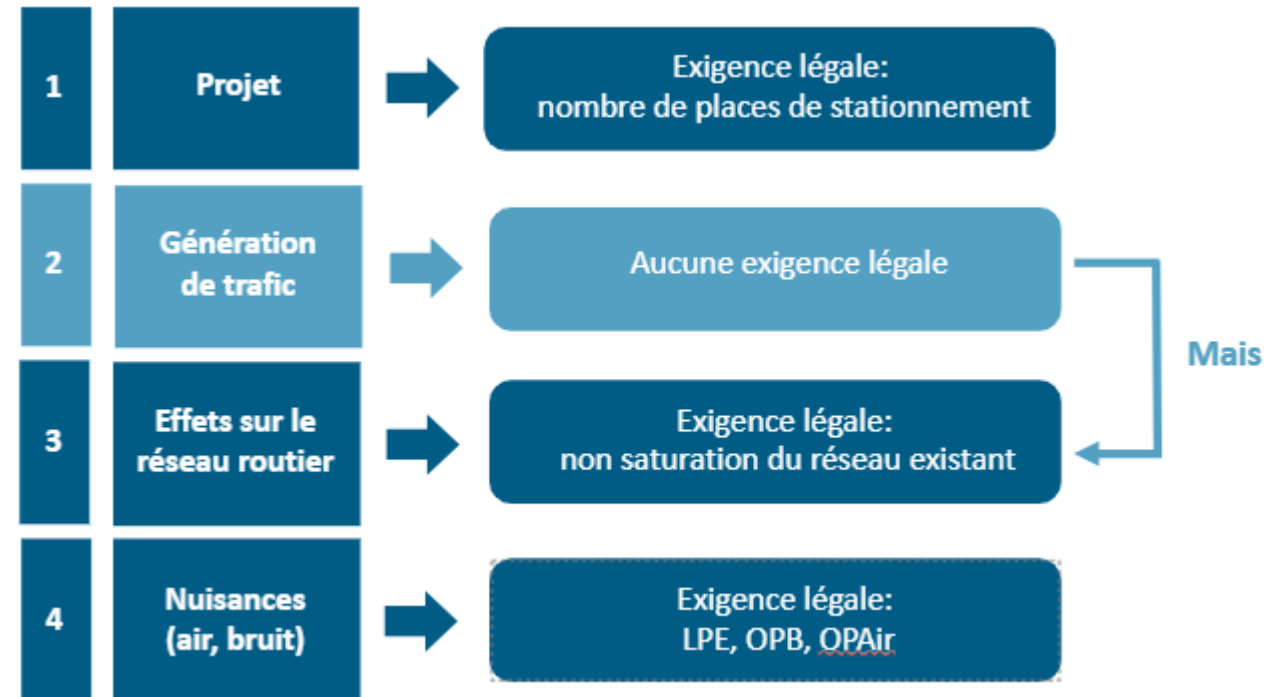 1
Projet
Exigence légale:
nombre de places de stationnement
2
Génération
de trafic
Aucune exigence légale
Mais
3
Effets sur le
réseau routier
Exigence légale:
non saturation du réseau existant
4
Nuisances
(air, bruit)
Exigence légale:
LPE, OPB, OPAir